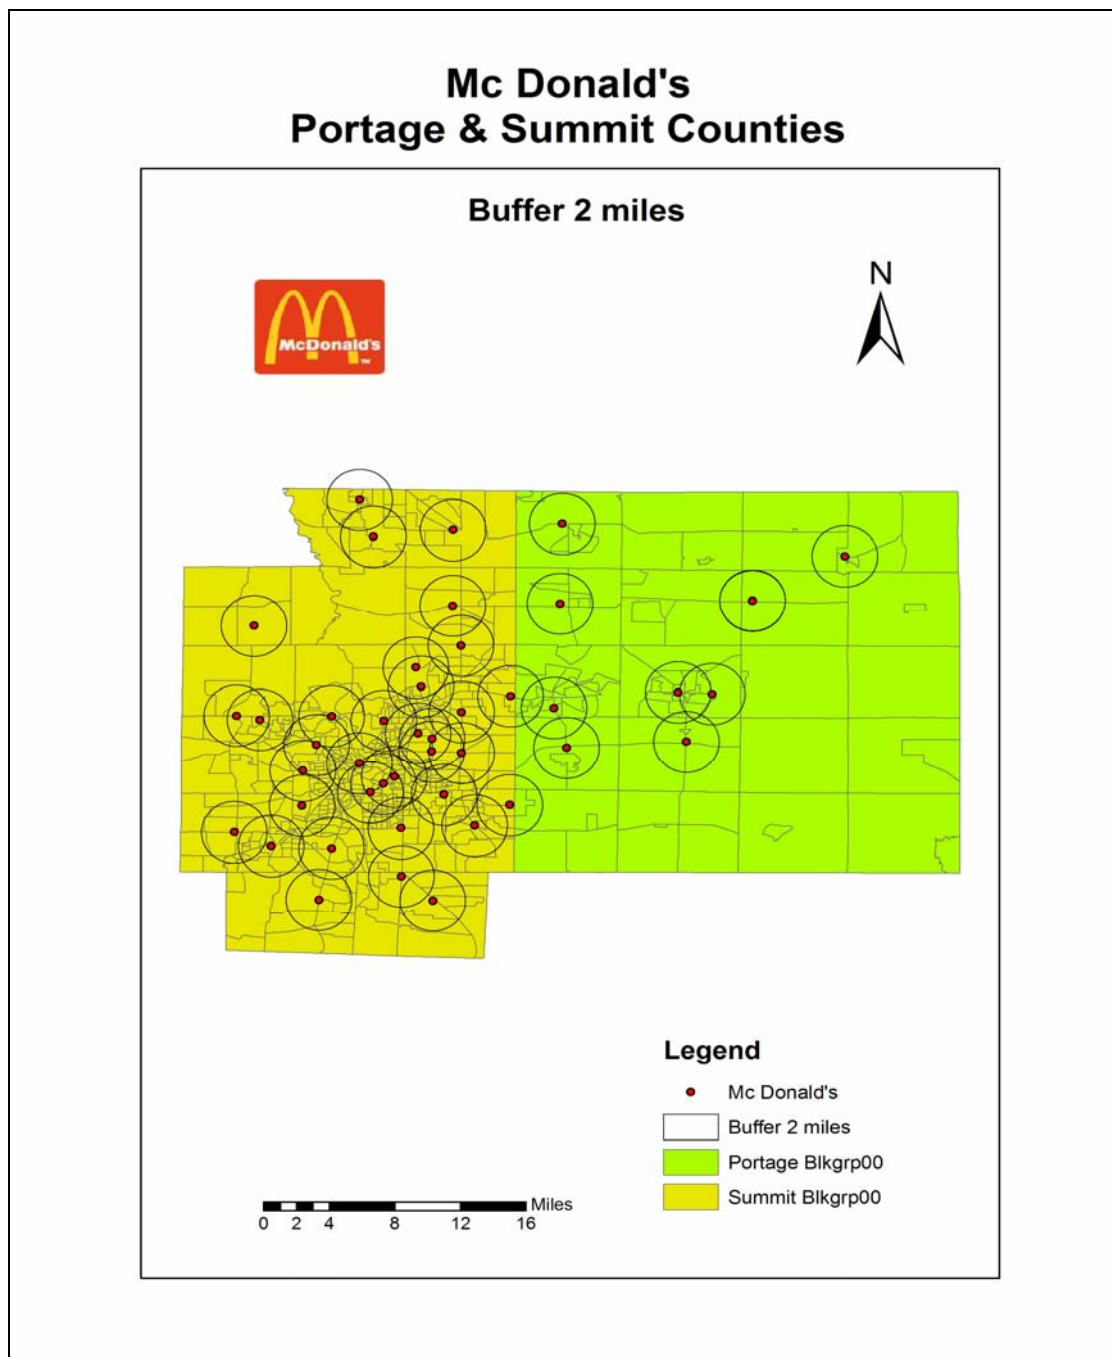 Mc Donald's
Portage & Summit Counties
Buffer 2 miles
N
McDonald's
TM
Legend
Mc Donald's
Buffer 2 miles
Portage Blkgrp00
Summit Blkgrp00
Miles
0 2 4 8 12 16